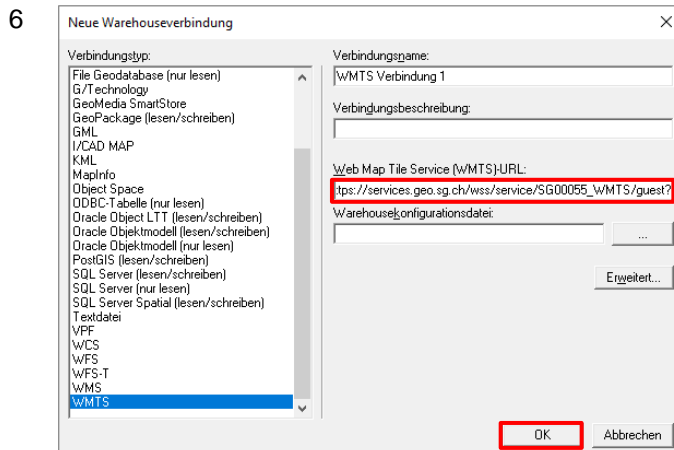 6
Neue Warehouseverbindung
Verbindungstyp:
File Geodatabase (nur lesen)
G/Technology
GeoMedia SmartStore
GeoPackage (lesen/schreiben)
GML
I/CAD MAP
KML
MapInfo
Object Space
ODBC-Tabelle (nur lesen)
Oracle Object LTT (lesen/schreiben)
Oracle Objektmodell (lesen/schreiben)
Oracle Objektmodell (nur lesen)
PostGIS (lesen/schreiben)
SQL Server (lesen/schreiben)
SQL Server (nur lesen)
SQL Server Spatial (lesen/schreiben)
Textdatei
VPF
WCS
WFS
WFS-T
WMS
WMTS
Verbindungsname:
WMTS Verbindung 1
Verbindungsbeschreibung:
Web Map Tile Service (WMTS)-URL:
:tps://services.geo.sg.ch/wss/service/SG00055_WMTS/guest?
Warehousekonfigurationsdatei:
...
Erweitert...
OK
Abbrechen